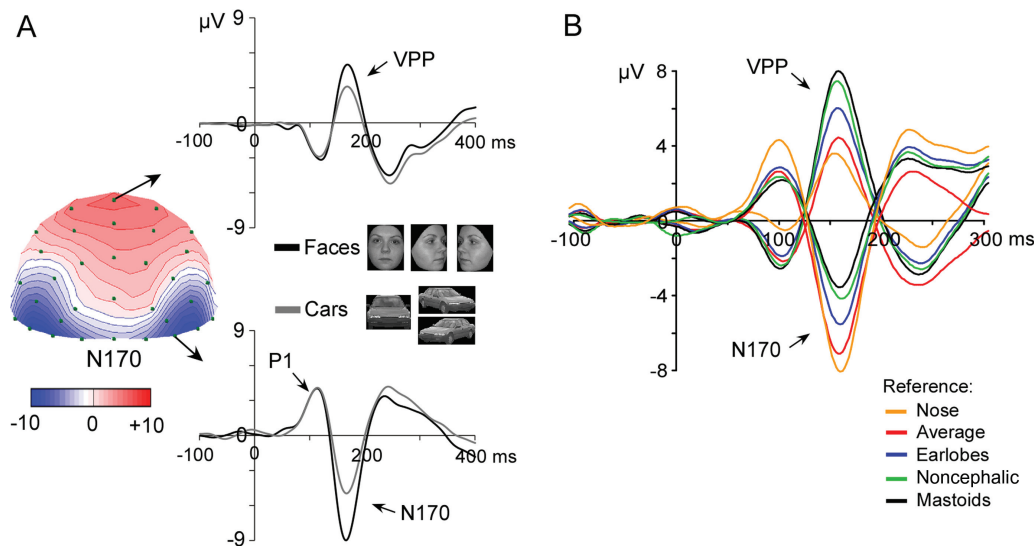 A
µV
9
VPP
-100
0
200
400 ms
-9
Faces
Cars
N170
-10
0
+10
9
P1
-100
0
0
200
400 ms
N170
-9
B
µV
8
VPP
4
0
-100
0
100
200
300 ms
-4
N170
-8
Reference:
Nose
Average
Earlobes
Noncephalic
Mastoids